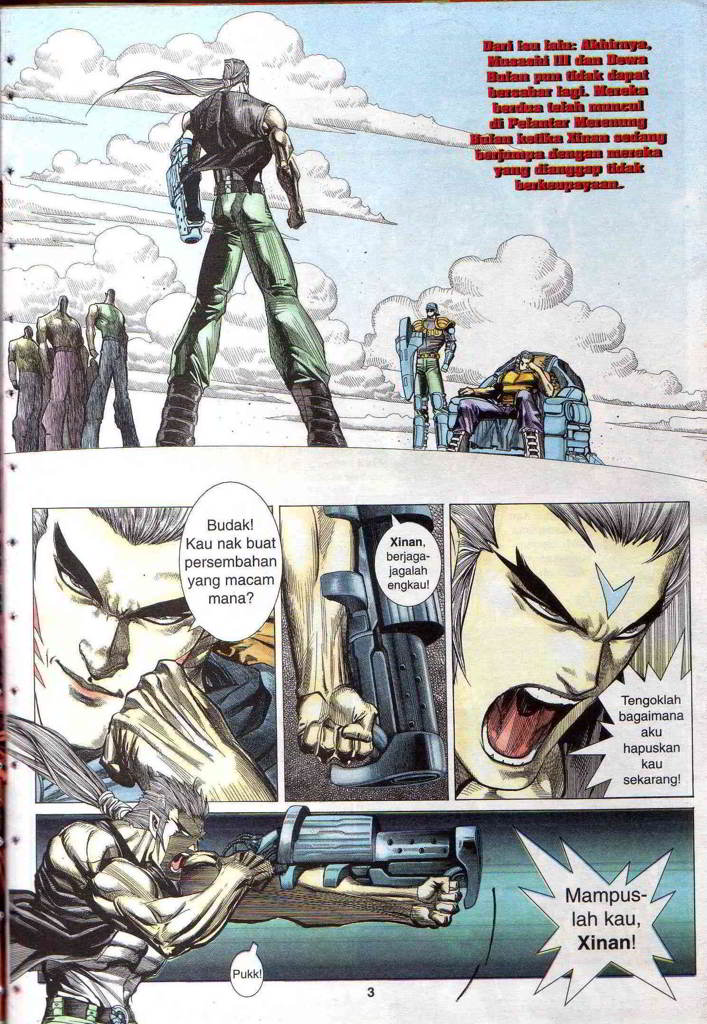 Dari isu lalu: Akhirnya,
Musashi III dan Dewa
Bulan pun tidak dapat
bersabar lagi. Mereka
berdua telah muncul
di Pelantar Merenung
Bulan ketika Xinan sedang
berjumpa dengan mereka
yang dianggap tidak
berkeupayaan.
Budak!
Kau nak buat
persembahan
yang macam
mana?
Xinan,
berjaga-
jagalah
engkau!
Tengoklah
bagaimana
aku
hapuskan
kau
sekarang!
Mampus-
lah kau,
Xinan!
Pukk!
3